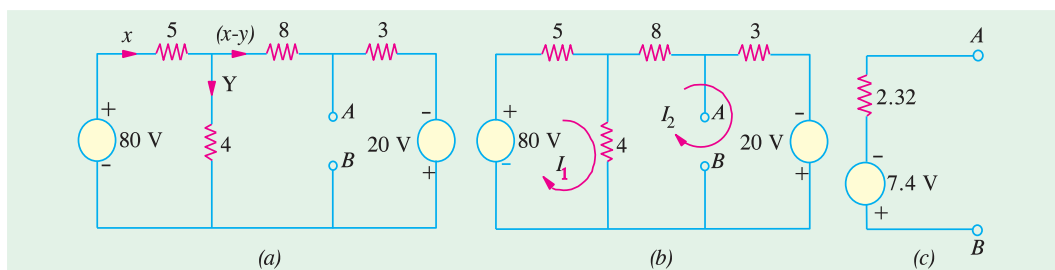 x 5 (x-y) 8 3
Y
+ 80 V -
4
A
B
- 20 V +
(a)
5 8 3
+ 80 V -
I1
4
I2
A
B
- 20 V +
(b)
A
2.32
- 7.4 V +
B
(c)